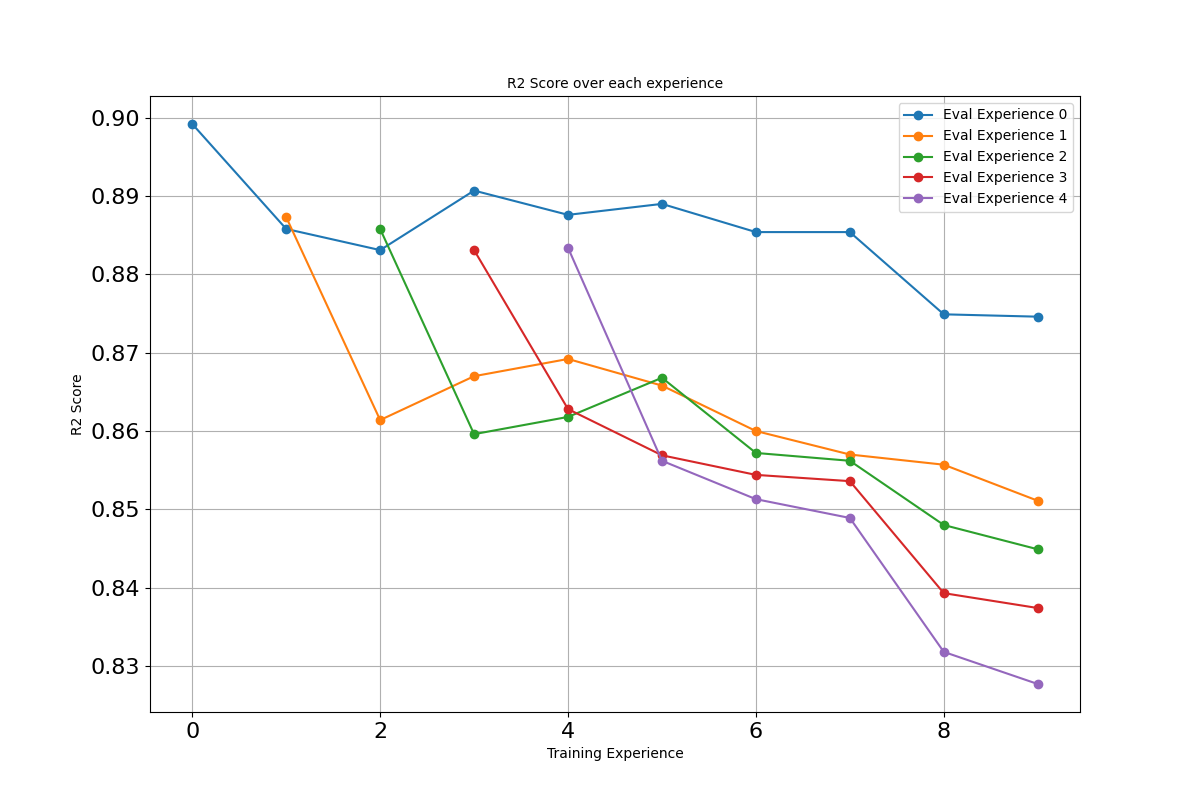 R2 Score over each experience
0.90
0.89
0.88
0.87
0.86
0.85
0.84
0.83
R2 Score
Eval Experience 0
Eval Experience 1
Eval Experience 2
Eval Experience 3
Eval Experience 4
0 2 4 6 8
Training Experience